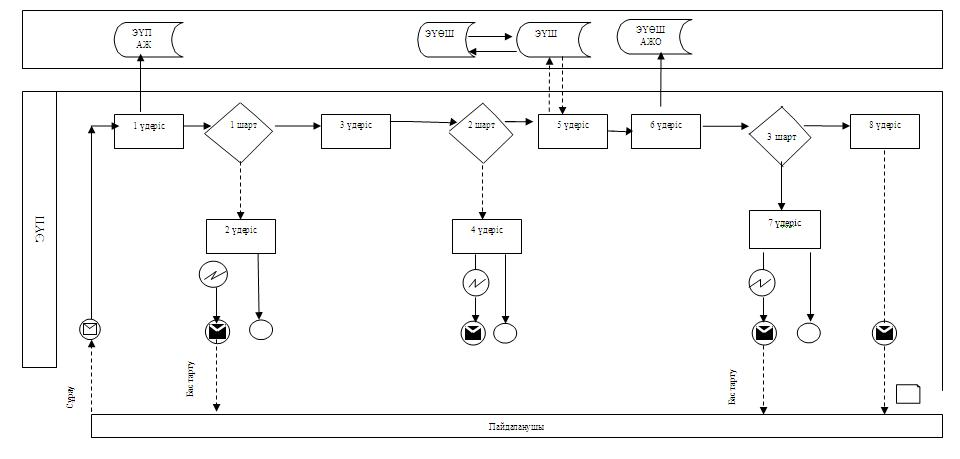 ЭҮП
АЖ
ЭҮӨШ
ЭҮШ
ЭҮӨШ
АЖО
1 үдеріс
1 шарт
3 үдеріс
2 шарт
5 үдеріс
6 үдеріс
3 шарт
8 үдеріс
2 үдеріс
4 үдеріс
7 үдеріс
ЭҮП
Сұрау
Бас тарту
Бас тарту
Пайдаланушы